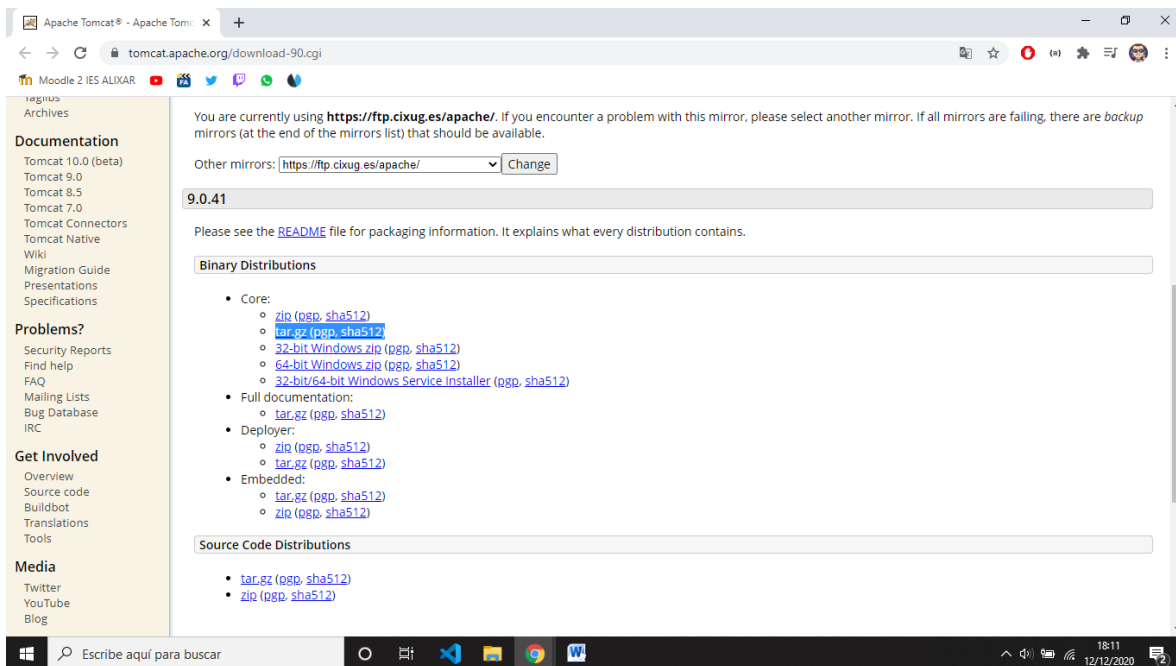 Apache Tomcat® - Apache Tomc
tomcat.apache.org/download-90.cgi
Moodle 2 IES ALIXAR
Taglibs
Archives
Documentation
Tomcat 10.0 (beta)
Tomcat 9.0
Tomcat 8.5
Tomcat 7.0
Tomcat Connectors
Tomcat Native
Wiki
Migration Guide
Presentations
Specifications
Problems?
Security Reports
Find help
FAQ
Mailing Lists
Bug Database
IRC
Get Involved
Overview
Source code
Buildbot
Translations
Tools
Media
Twitter
YouTube
Blog
You are currently using https://ftp.cixug.es/apache/. If you encounter a problem with this mirror, please select another mirror. If all mirrors are failing, there are backup
mirrors (at the end of the mirrors list) that should be available.
Other mirrors: https://ftp.cixug.es/apache/ Change
9.0.41
Please see the README file for packaging information. It explains what every distribution contains.
Binary Distributions
Core:
zip (pgp, sha512)
tar.gz (pgp, sha512)
32-bit Windows zip (pgp, sha512)
64-bit Windows zip (pgp, sha512)
32-bit/64-bit Windows Service Installer (pgp, sha512)
Full documentation:
tar.gz (pgp, sha512)
Deployer:
zip (pgp, sha512)
tar.gz (pgp, sha512)
Embedded:
tar.gz (pgp, sha512)
zip (pgp, sha512)
Source Code Distributions
tar.gz (pgp, sha512)
zip (pgp, sha512)
Escribe aquí para buscar
18:11
12/12/2020